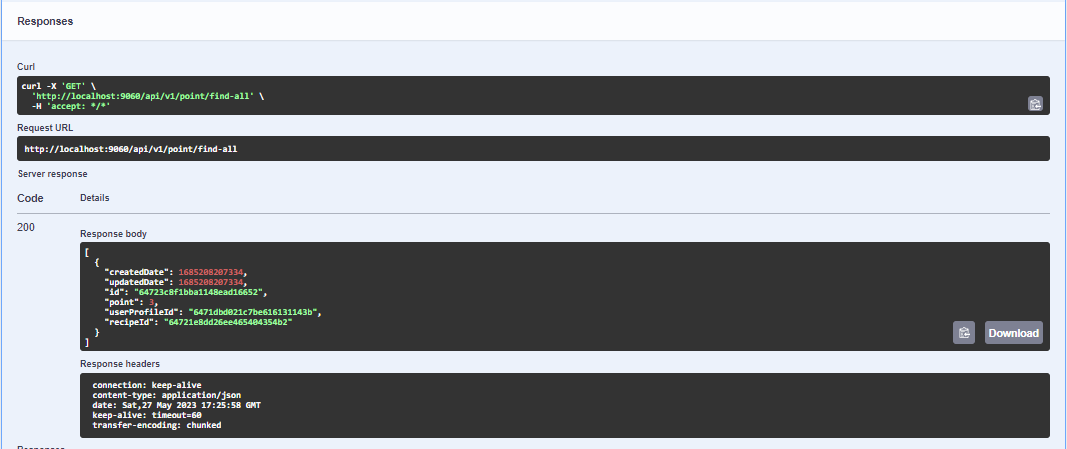 Responses
Curl
curl -X 'GET' \
  'http://localhost:9060/api/v1/point/find-all' \
  -H 'accept: */*'
Request URL
http://localhost:9060/api/v1/point/find-all
Server response
Code Details
200
Response body
[
  {
    "createdDate": 1685208207334,
    "updatedDate": 1685208207334,
    "id": "64723c8f1bba1148ead16652",
    "point": 3,
    "userProfileId": "6471dbd021c7be616131143b",
    "recipeId": "64721e8dd26ee465404354b2"
  }
]
Download
Response headers
connection: keep-alive
content-type: application/json
date: Sat,27 May 2023 17:25:58 GMT
keep-alive: timeout=60
transfer-encoding: chunked
Responses